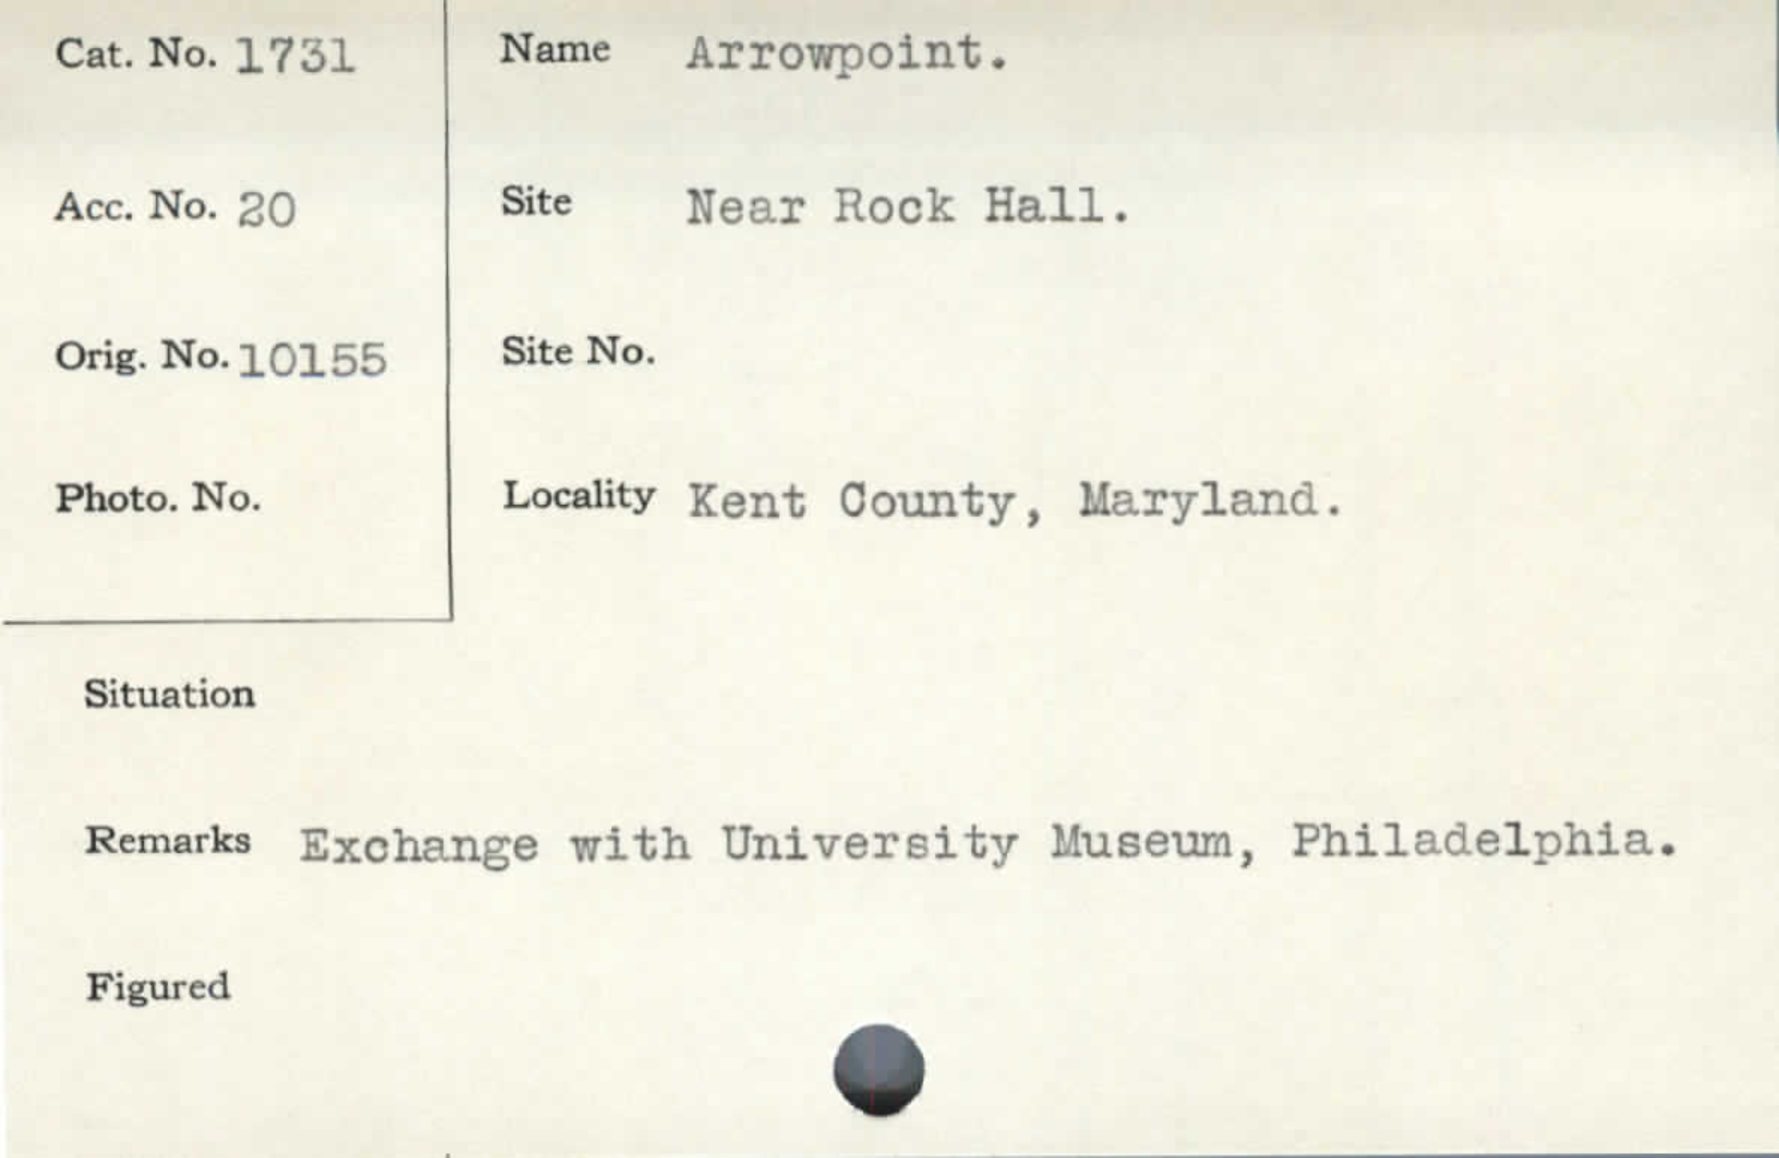 Cat. No. 1731
Name Arrowpoint.
Acc. No. 20
Site Near Rock Hall.
Orig. No. 10155
Site No.
Photo. No.
Locality Kent County, Maryland.
Situation
Remarks Exchange with University Museum, Philadelphia.
Figured